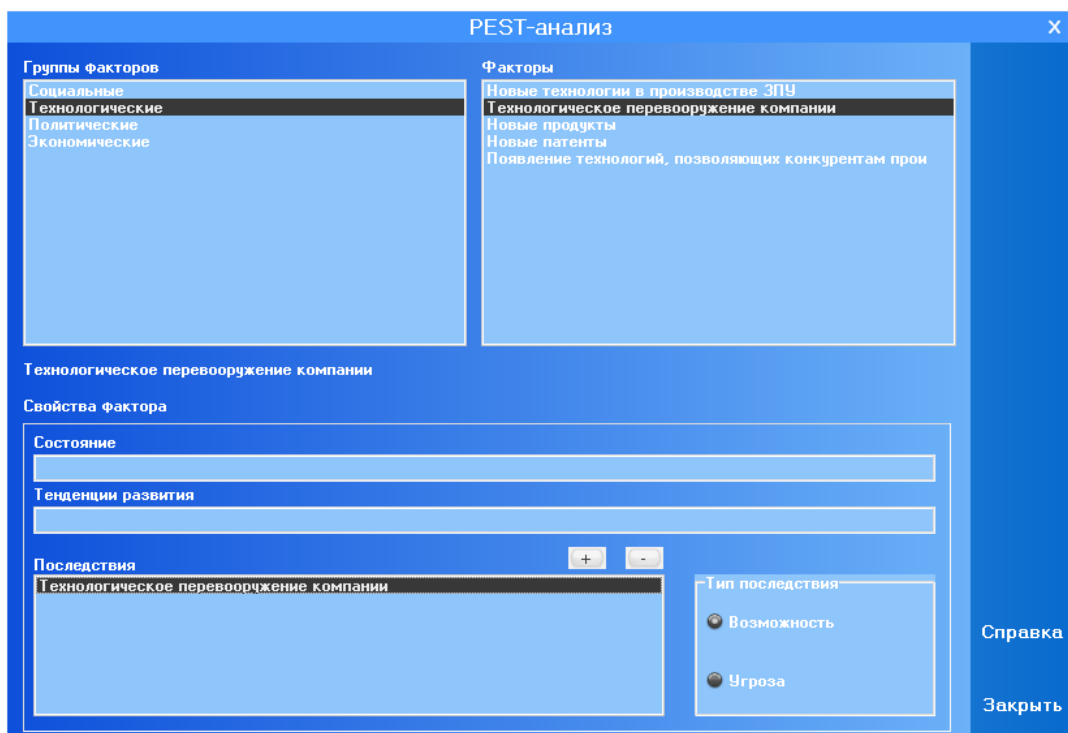 PEST-анализ X
Группы факторов
Социальные
Технологические
Политические
Экономические
Факторы
Новые технологии в производстве ЗПУ
Технологическое перевооружение компании
Новые продукты
Новые патенты
Появление технологий, позволяющих конкурентам прои
Технологическое перевооружение компании
Свойства фактора
Состояние
Тенденции развития
Последствия
+ -
Технологическое перевооружение компании
Тип последствия
Возможность
Угроза
Справка
Закрыть